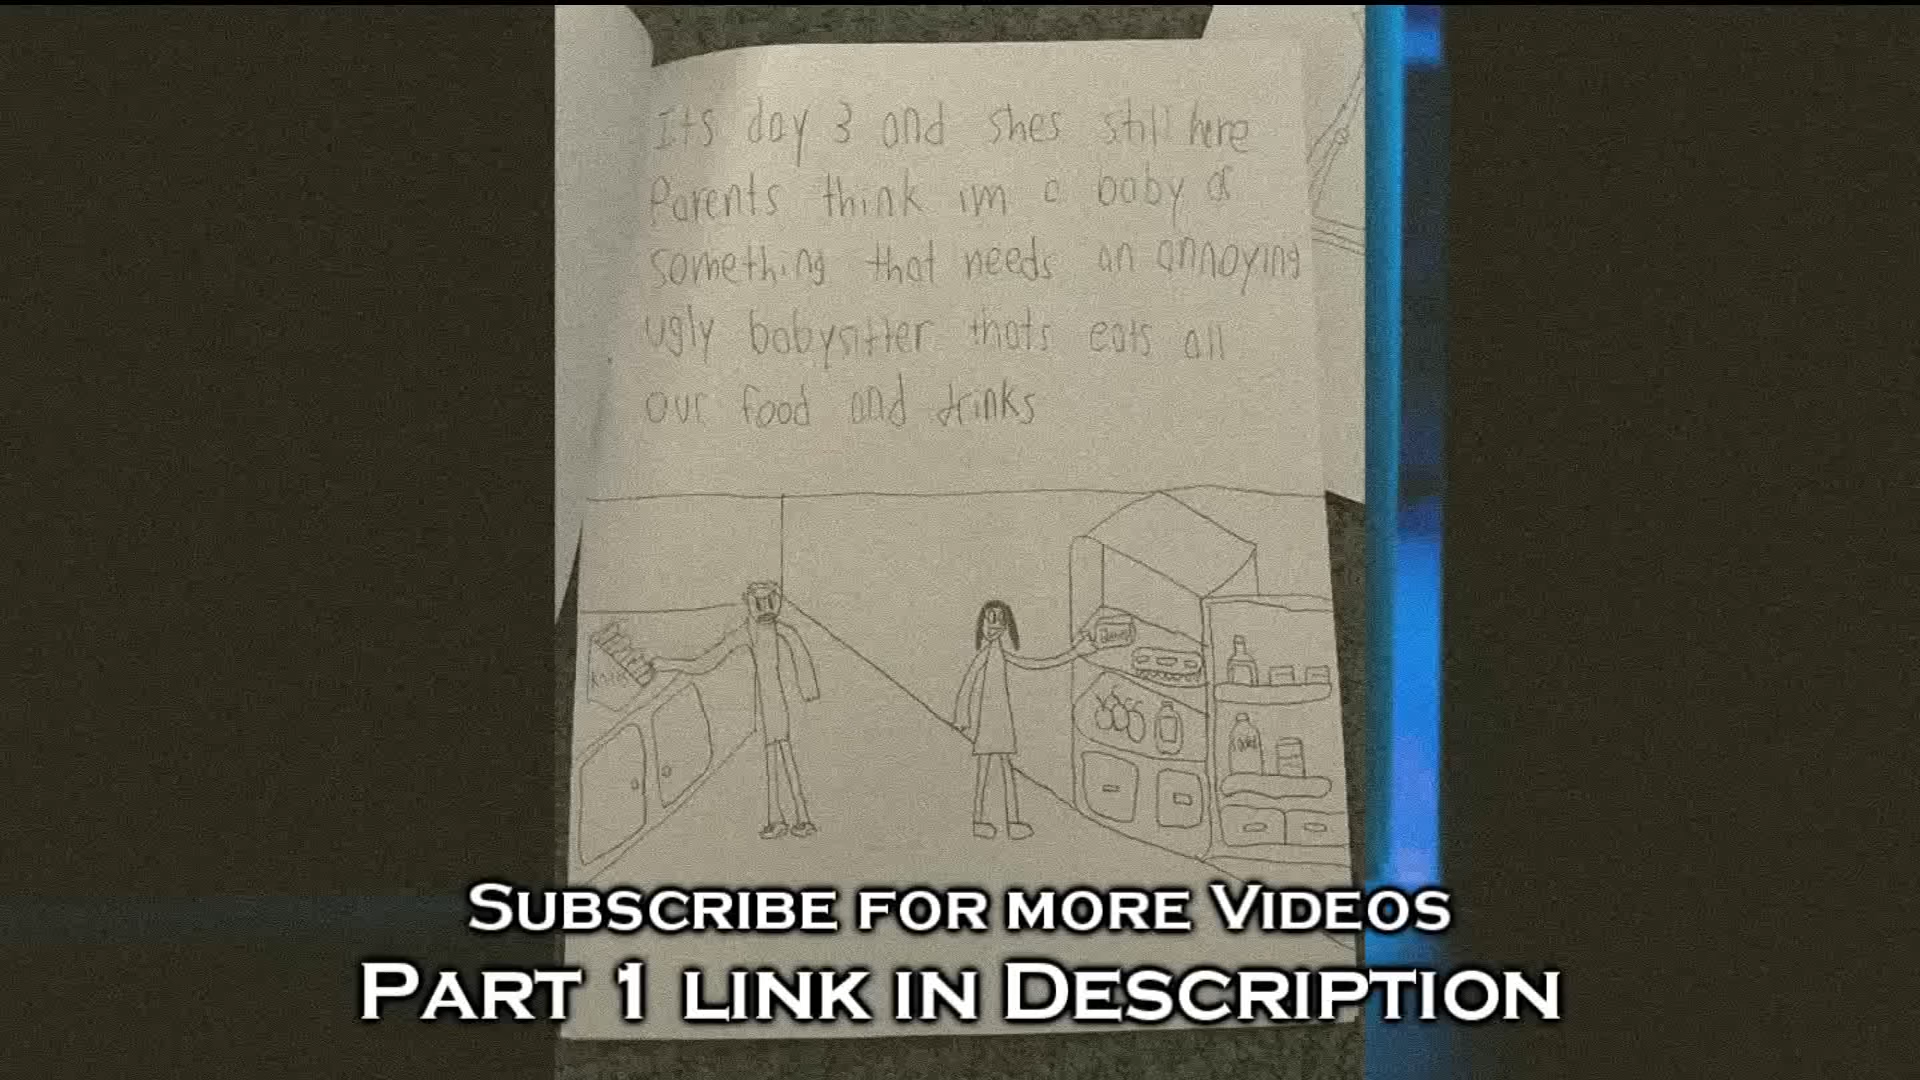 Its day 3 and shes still here
Parents think im a baby or
something that needs an annoying
ugly babysitter thats eats all
our food and drinks
SUBSCRIBE FOR MORE VIDEOS
PART 1 LINK IN DESCRIPTION